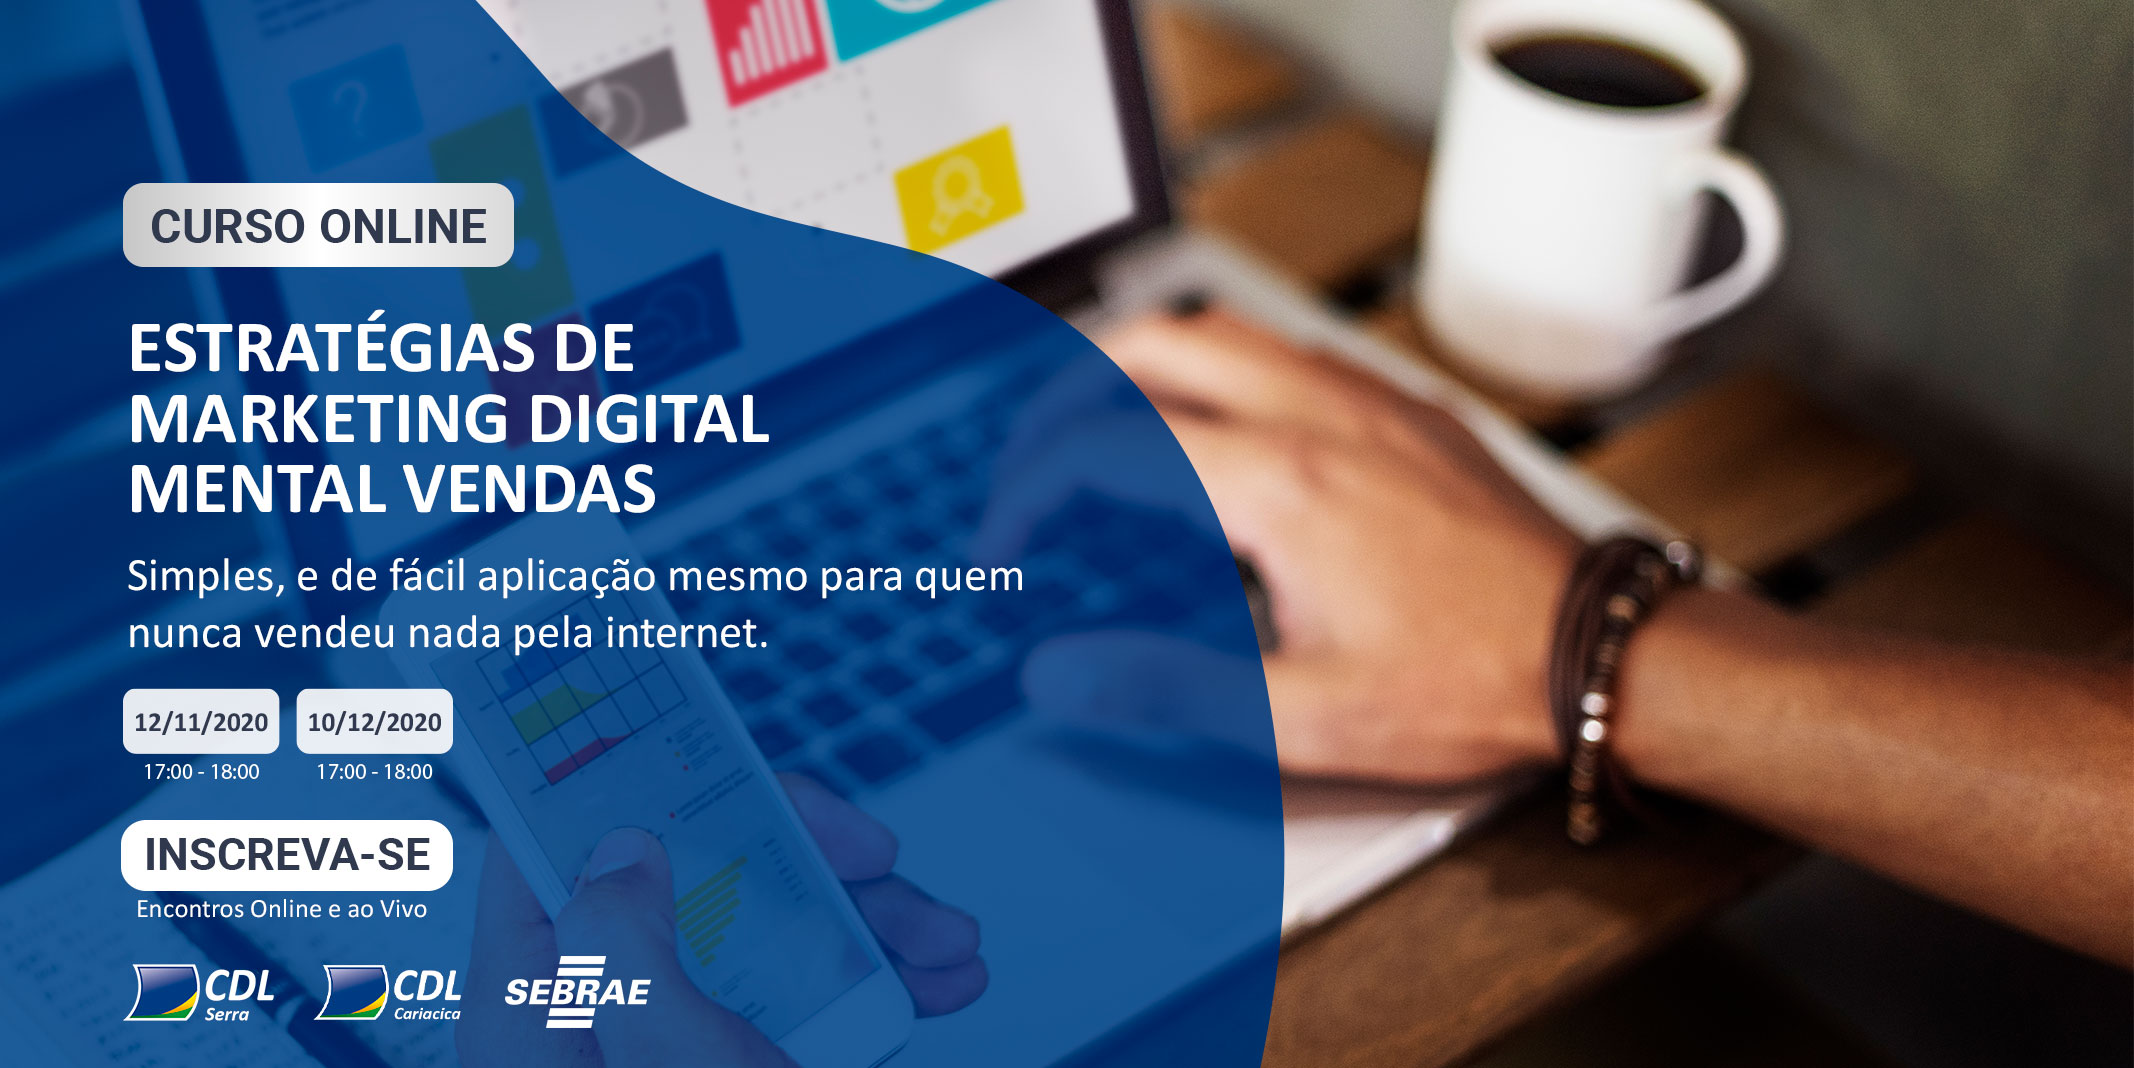 CURSO ONLINE
ESTRATÉGIAS DE
MARKETING DIGITAL
MENTAL VENDAS
Simples, e de fácil aplicação mesmo para quem
nunca vendeu nada pela internet.
12/11/2020 10/12/2020
17:00 - 18:00 17:00 - 18:00
INSCREVA-SE
Encontros Online e ao Vivo
CDL Serra
CDL Cariacica
SEBRAE